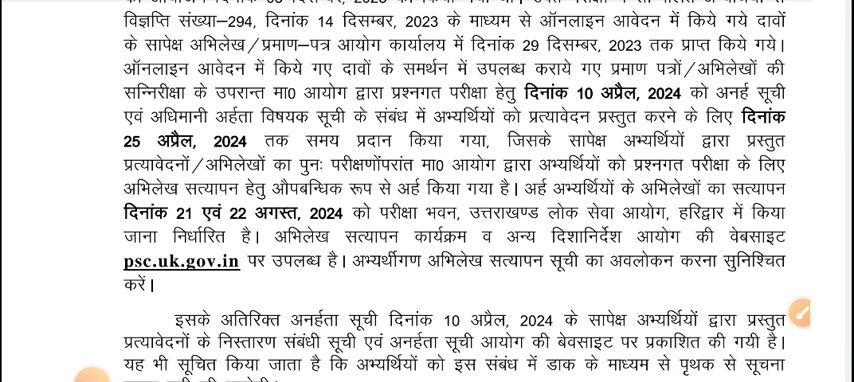 विज्ञप्ति संख्या–294, दिनांक 14 दिसम्बर, 2023 के माध्यम से ऑनलाइन आवेदन में किये गये दावों
के सापेक्ष अभिलेख/प्रमाण–पत्र आयोग कार्यालय में दिनांक 29 दिसम्बर, 2023 तक प्राप्त किये गये।
ऑनलाइन आवेदन में किये गए दावों के समर्थन में उपलब्ध कराये गए प्रमाण पत्रों/अभिलेखों की
सन्निरीक्षा के उपरान्त मा0 आयोग द्वारा प्रश्नगत परीक्षा हेतु दिनांक 10 अप्रैल, 2024 को अनर्ह सूची
एवं अधिमानी अर्हता विषयक सूची के संबंध में अभ्यर्थियों को प्रत्यावेदन प्रस्तुत करने के लिए दिनांक
25 अप्रैल, 2024 तक समय प्रदान किया गया, जिसके सापेक्ष अभ्यर्थियों द्वारा प्रस्तुत
प्रत्यावेदनों/अभिलेखों का पुनः परीक्षणोंपरांत मा0 आयोग द्वारा अभ्यर्थियों को प्रश्नगत परीक्षा के लिए
अभिलेख सत्यापन हेतु औपबन्धिक रूप से अर्ह किया गया है। अर्ह अभ्यर्थियों के अभिलेखों का सत्यापन
दिनांक 21 एवं 22 अगस्त, 2024 को परीक्षा भवन, उत्तराखण्ड लोक सेवा आयोग, हरिद्वार में किया
जाना निर्धारित है। अभिलेख सत्यापन कार्यक्रम व अन्य दिशानिर्देश आयोग की वेबसाइट
psc.uk.gov.in पर उपलब्ध है। अभ्यर्थीगण अभिलेख सत्यापन सूची का अवलोकन करना सुनिश्चित
करें।
इसके अतिरिक्त अनर्हता सूची दिनांक 10 अप्रैल, 2024 के सापेक्ष अभ्यर्थियों द्वारा प्रस्तुत
प्रत्यावेदनों के निस्तारण संबंधी सूची एवं अनर्हता सूची आयोग की बेवसाइट पर प्रकाशित की गयी है।
यह भी सूचित किया जाता है कि अभ्यर्थियों को इस संबंध में डाक के माध्यम से पृथक से सूचना